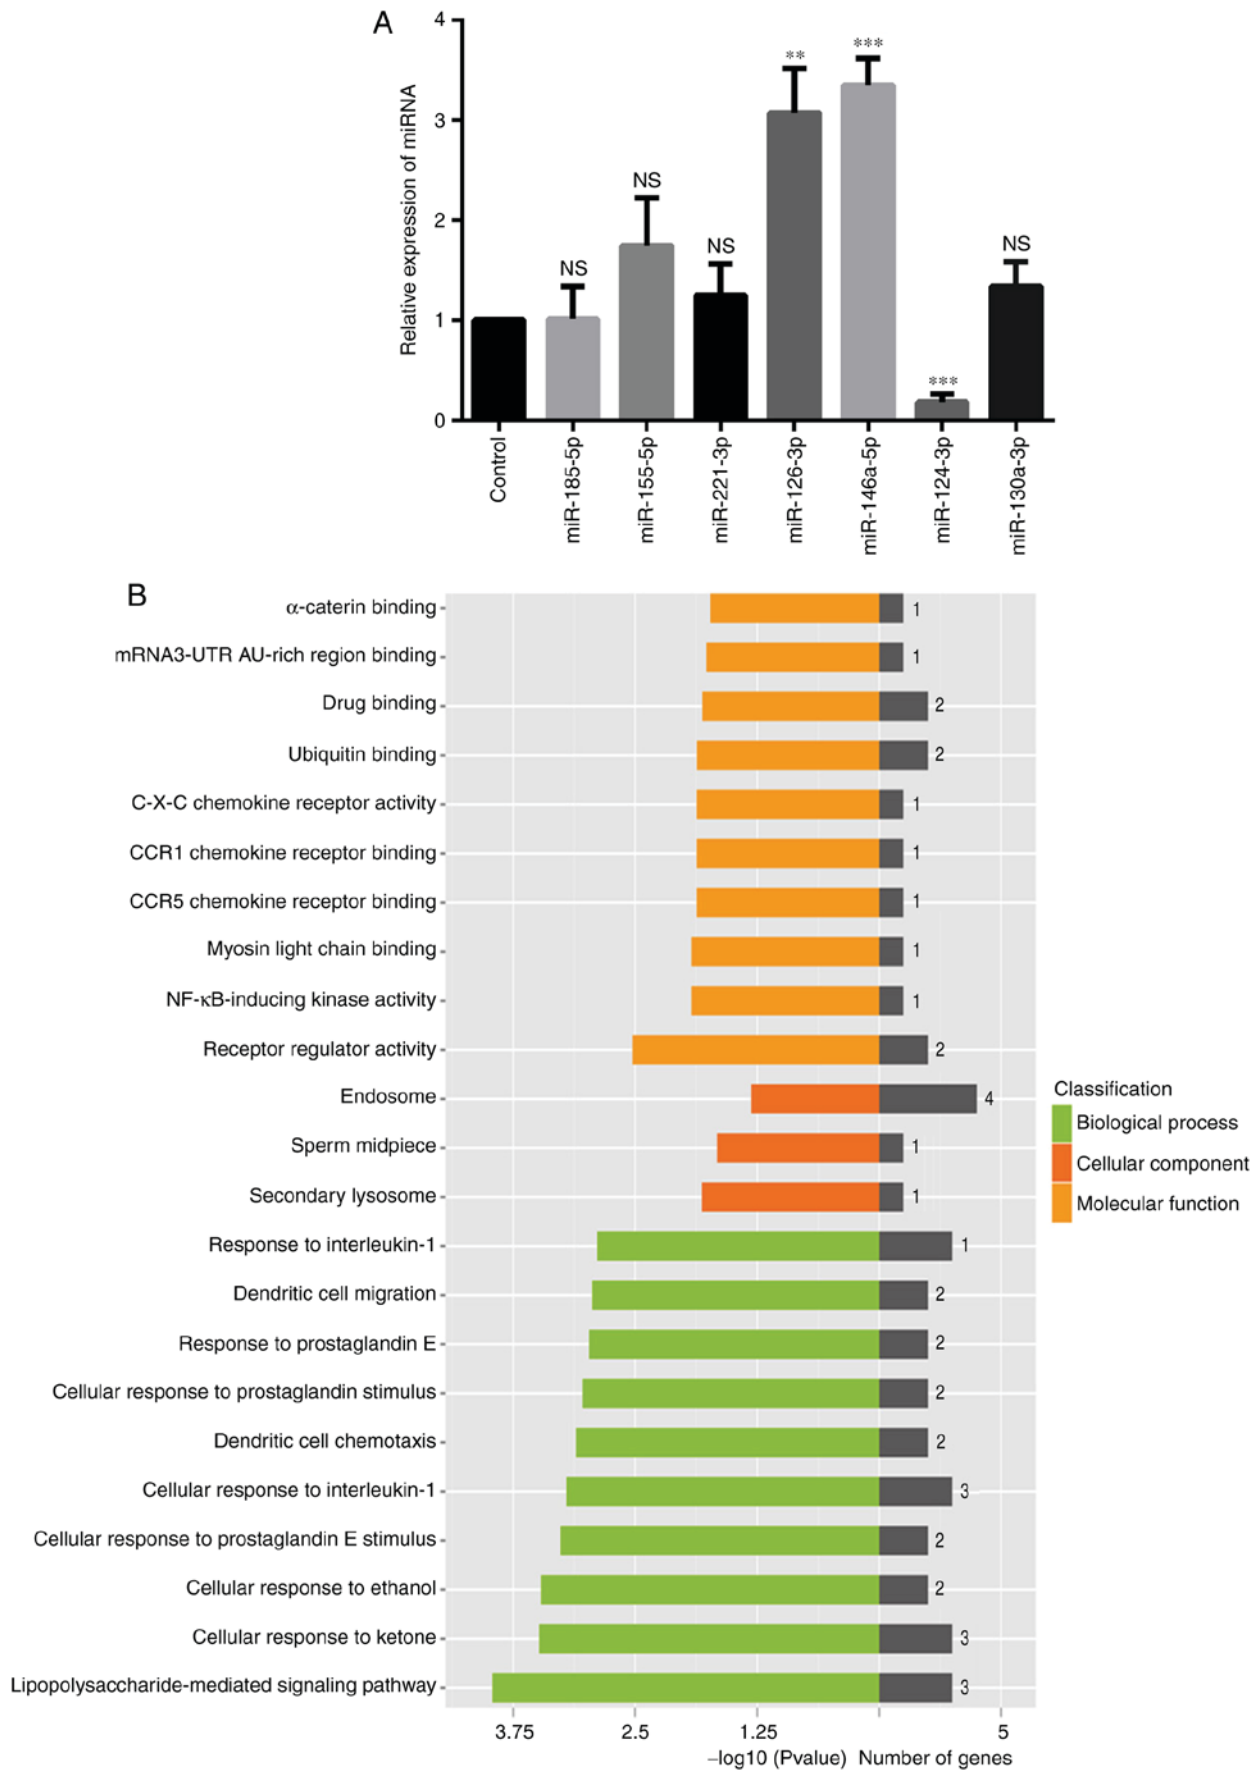 A
4
3
2
1
0
Relative expression of miRNA
NS
NS
NS
**
***
***
NS
Control
miR-185-5p
miR-155-5p
miR-221-3p
miR-126-3p
miR-146a-5p
miR-124-3p
miR-130a-3p
B
α-caterin binding 1
mRNA3-UTR AU-rich region binding 1
Drug binding 2
Ubiquitin binding 2
C-X-C chemokine receptor activity 1
CCR1 chemokine receptor binding 1
CCR5 chemokine receptor binding 1
Myosin light chain binding 1
NF-κB-inducing kinase activity 1
Receptor regulator activity 2
Endosome 4
Sperm midpiece 1
Secondary lysosome 1
Response to interleukin-1 1
Dendritic cell migration 2
Response to prostaglandin E 2
Cellular response to prostaglandin stimulus 2
Dendritic cell chemotaxis 2
Cellular response to interleukin-1 3
Cellular response to prostaglandin E stimulus 2
Cellular response to ethanol 2
Cellular response to ketone 3
Lipopolysaccharide-mediated signaling pathway 3
Classification
Biological process
Cellular component
Molecular function
3.75 2.5 1.25 5
–log10 (Pvalue) Number of genes